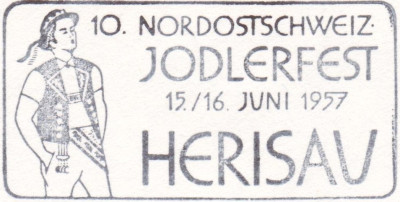 10. NORDOSTSCHWEIZ.
JODLERFEST
15./16. JUNI 1957
HERISAU